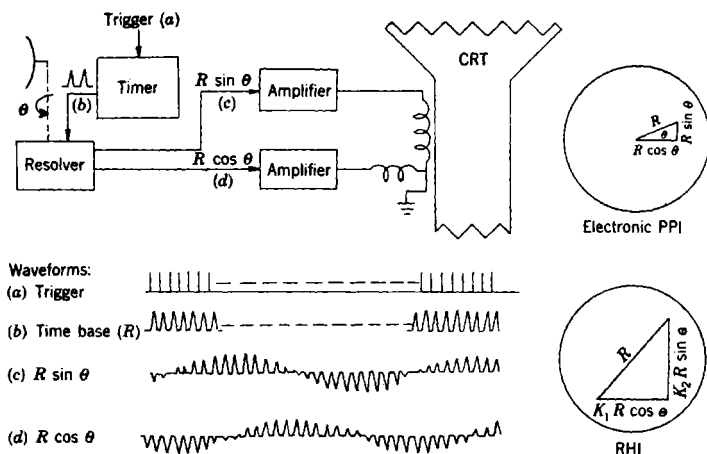 Trigger (a)
Timer
(b)
θ
Resolver
R sin θ
(c)
Amplifier
R cos θ
(d)
Amplifier
CRT
R
θ
R sin θ
R cos θ
Electronic PPI
Waveforms:
(a) Trigger
(b) Time base (R)
(c) R sin θ
(d) R cos θ
R
K₂ R sin θ
K₁ R cos θ
RHI